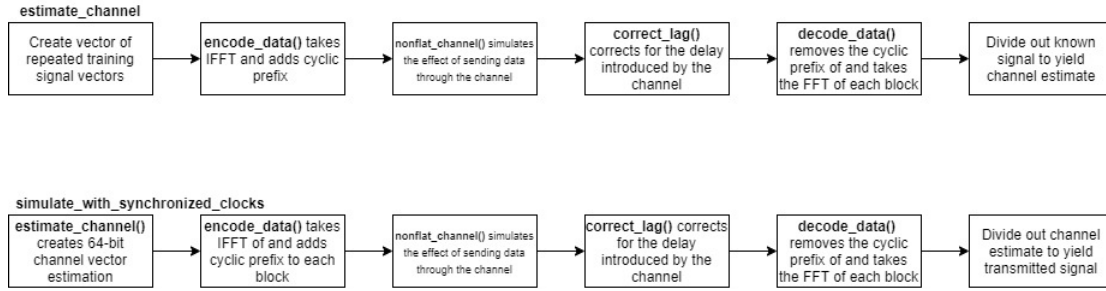 estimate_channel
Create vector of
repeated training
signal vectors
encode_data() takes
IFFT and adds cyclic
prefix
nonflat_channel() simulates
the effect of sending data
through the channel
correct_lag()
corrects for the delay
introduced by the
channel
decode_data()
removes the cyclic
prefix of and takes
the FFT of each block
Divide out known
signal to yield
channel estimate
simulate_with_synchronized_clocks
estimate_channel()
creates 64-bit
channel vector
estimation
encode_data() takes
IFFT of and adds
cyclic prefix to each
block
nonflat_channel() simulates
the effect of sending data
through the channel
correct_lag() corrects
for the delay
introduced by the
channel
decode_data()
removes the cyclic
prefix of and takes
the FFT of each block
Divide out channel
estimate to yield
transmitted signal